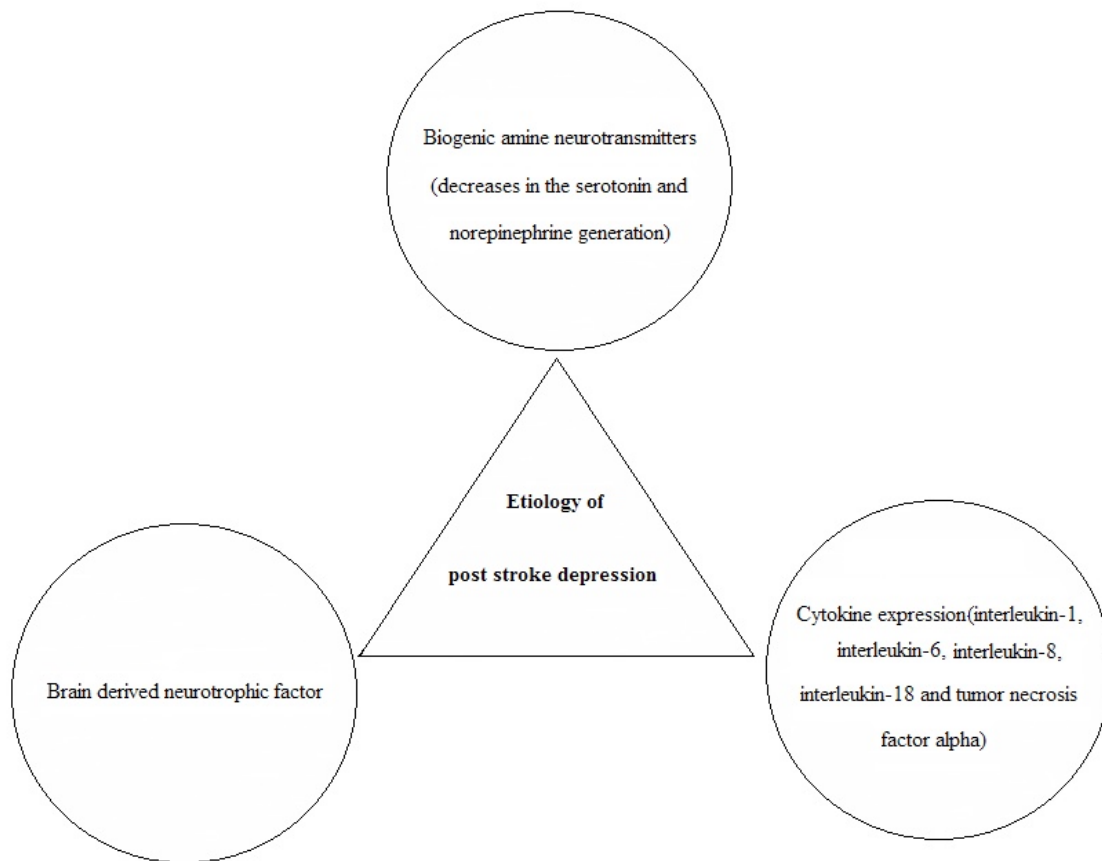 Biogenic amine neurotransmitters
(decreases in the serotonin and
norepinephrine generation)
Etiology of
post stroke depression
Brain derived neurotrophic factor
Cytokine expression(interleukin-1,
interleukin-6, interleukin-8,
interleukin-18 and tumor necrosis
factor alpha)